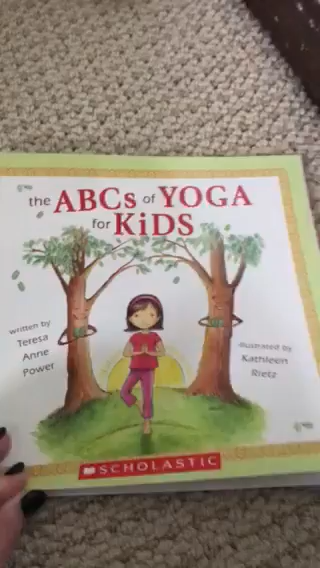 the ABCs of YOGA
for KiDS
written by
Teresa
Anne
Power
illustrated by
Kathleen
Rietz
SCHOLASTIC